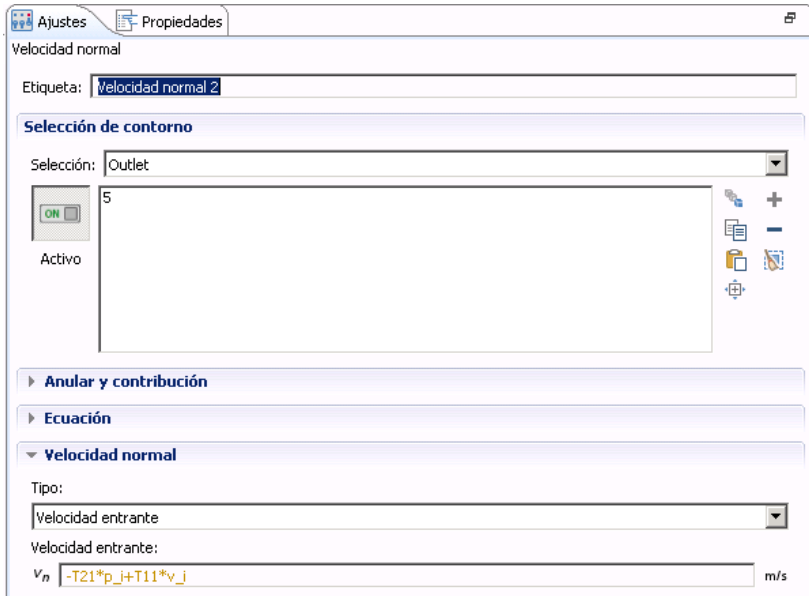 Ajustes Propiedades
Velocidad normal
Etiqueta: Velocidad normal 2
Selección de contorno
Selección: Outlet
5
ON
Activo
Anular y contribución
Ecuación
Velocidad normal
Tipo:
Velocidad entrante
Velocidad entrante:
vn -T21*p_i+T11*v_i m/s